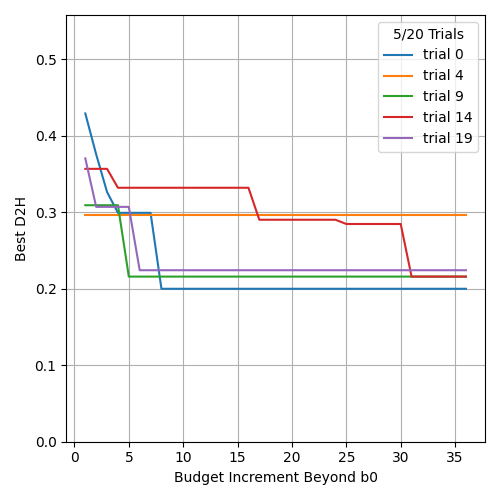 5/20 Trials
trial 0
trial 4
trial 9
trial 14
trial 19
Best D2H
0.5
0.4
0.3
0.2
0.1
0.0
0 5 10 15 20 25 30 35
Budget Increment Beyond b0